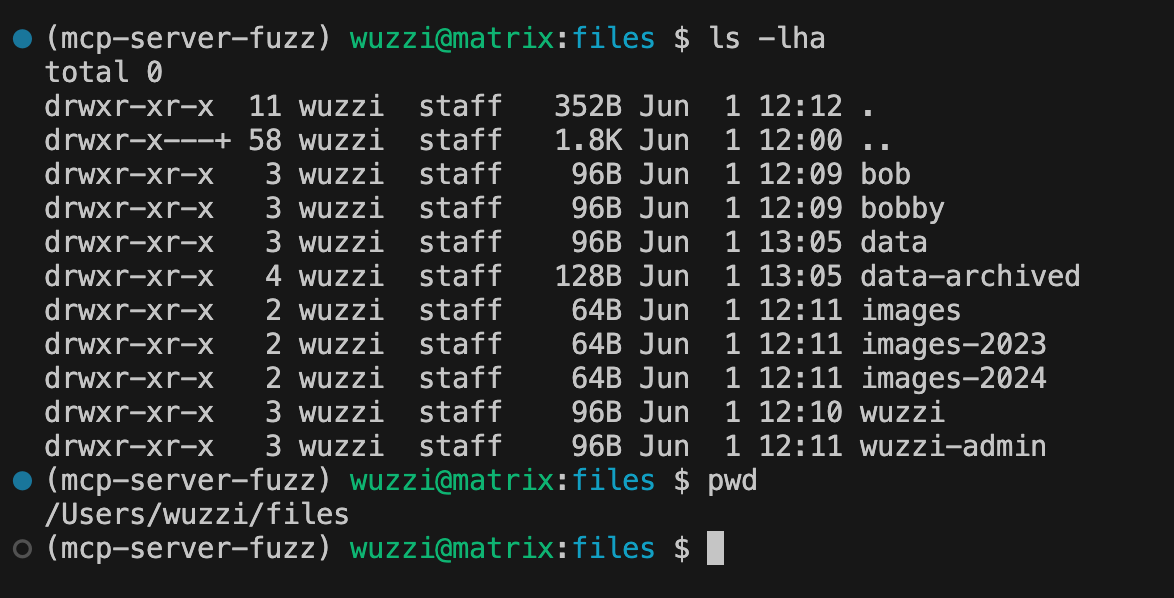 (mcp-server-fuzz) wuzzi@matrix:files $ ls -lha
total 0
drwxr-xr-x  11 wuzzi  staff   352B Jun  1 12:12 .
drwxr-x---+ 58 wuzzi  staff   1.8K Jun  1 12:00 ..
drwxr-xr-x   3 wuzzi  staff    96B Jun  1 12:09 bob
drwxr-xr-x   3 wuzzi  staff    96B Jun  1 12:09 bobby
drwxr-xr-x   3 wuzzi  staff    96B Jun  1 13:05 data
drwxr-xr-x   4 wuzzi  staff   128B Jun  1 13:05 data-archived
drwxr-xr-x   2 wuzzi  staff    64B Jun  1 12:11 images
drwxr-xr-x   2 wuzzi  staff    64B Jun  1 12:11 images-2023
drwxr-xr-x   2 wuzzi  staff    64B Jun  1 12:11 images-2024
drwxr-xr-x   3 wuzzi  staff    96B Jun  1 12:10 wuzzi
drwxr-xr-x   3 wuzzi  staff    96B Jun  1 12:11 wuzzi-admin
(mcp-server-fuzz) wuzzi@matrix:files $ pwd
/Users/wuzzi/files
(mcp-server-fuzz) wuzzi@matrix:files $